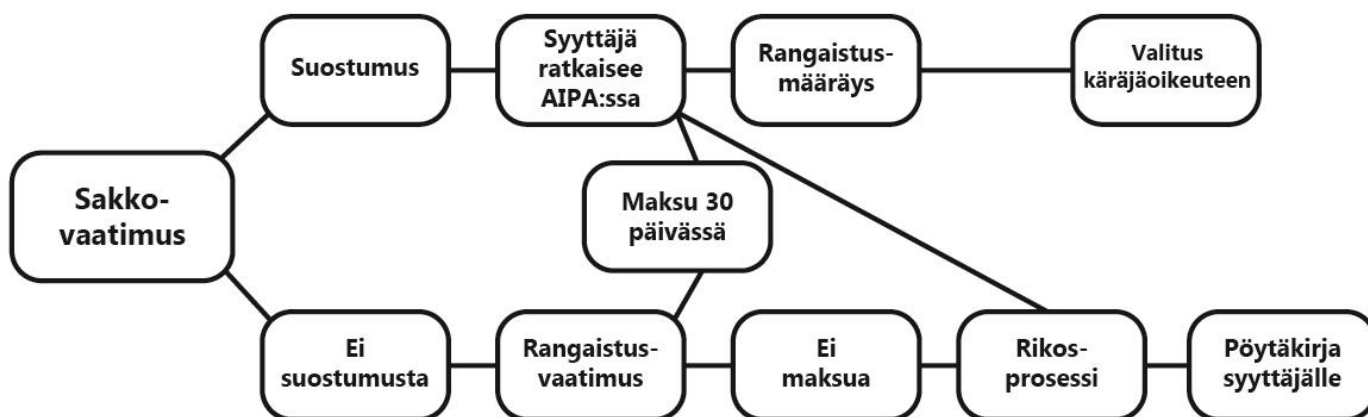 Suostumus
Syyttäjä
ratkaisee
AIPA:ssa
Rangaistus-
määräys
Valitus
käräjäoikeuteen
Sakko-
vaatimus
Maksu 30
päivässä
Ei
suostumusta
Rangaistus-
vaatimus
Ei
maksua
Rikos-
prosessi
Pöytäkirja
syyttäjälle